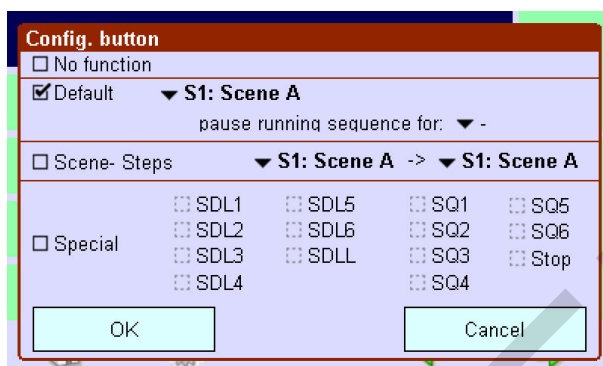 Config. button
No function
Default S1: Scene A
pause running sequence for: -
Scene- Steps S1: Scene A -> S1: Scene A
SDL1 SDL5 SQ1 SQ5
SDL2 SDL6 SQ2 SQ6
Special SDL3 SDLL SQ3 Stop
SDL4 SQ4
OK Cancel